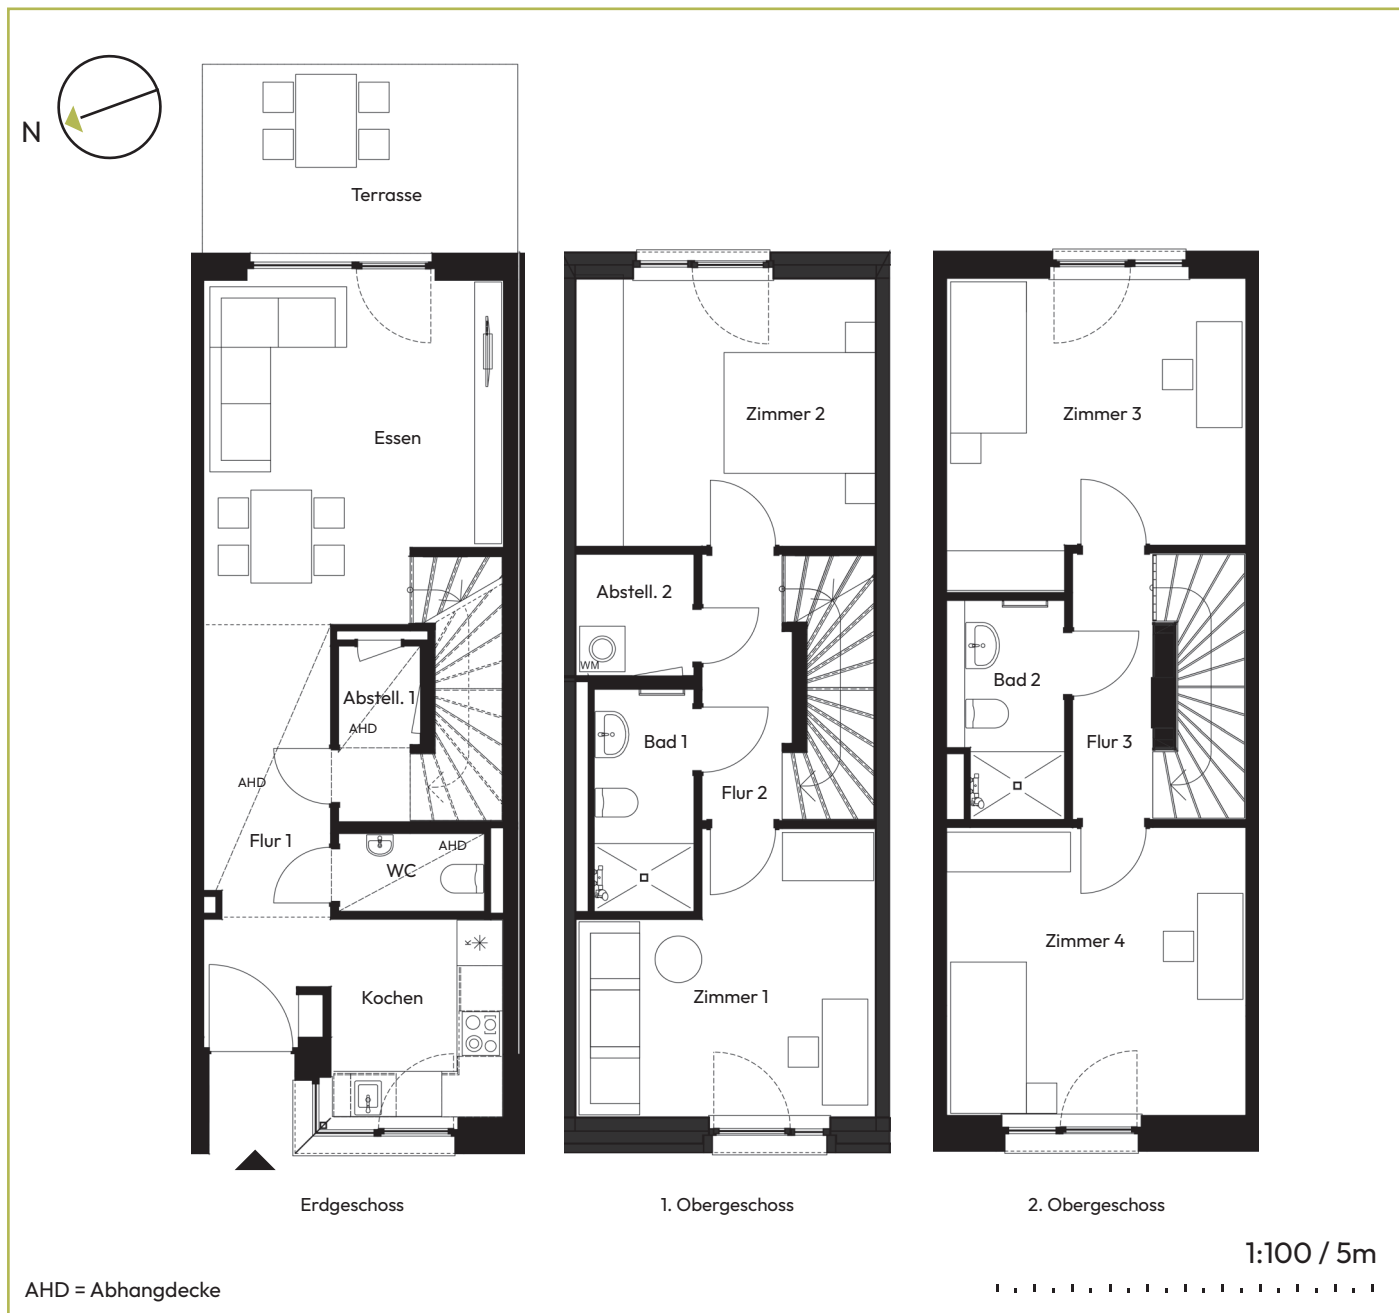 N
Terrasse
Essen
Abstell. 1
AHD
AHD
Flur 1
AHD
WC
K
Kochen
Erdgeschoss
Zimmer 2
Abstell. 2
WM
Bad 1
Flur 2
Zimmer 1
1. Obergeschoss
Zimmer 3
Bad 2
Flur 3
Zimmer 4
2. Obergeschoss
1:100 / 5m
AHD = Abhangdecke